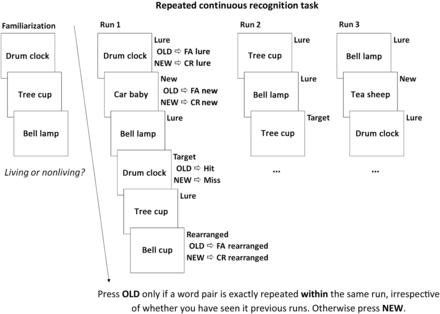 Repeated continuous recognition task
Familiarization
Drum clock
Tree cup
Bell lamp
Living or nonliving?
Run 1
Lure
Drum clock
OLD ⇨ FA lure
NEW ⇨ CR lure
New
Car baby
OLD ⇨ FA new
NEW ⇨ CR new
Lure
Bell lamp
Target
Drum clock
OLD ⇨ Hit
NEW ⇨ Miss
Lure
Tree cup
Rearranged
Bell cup
OLD ⇨ FA rearranged
NEW ⇨ CR rearranged
Run 2
Lure
Tree cup
Lure
Bell lamp
Target
Tree cup
...
Run 3
Lure
Bell lamp
New
Tea sheep
Lure
Drum clock
...
Press OLD only if a word pair is exactly repeated within the same run, irrespective
of whether you have seen it previous runs. Otherwise press NEW.